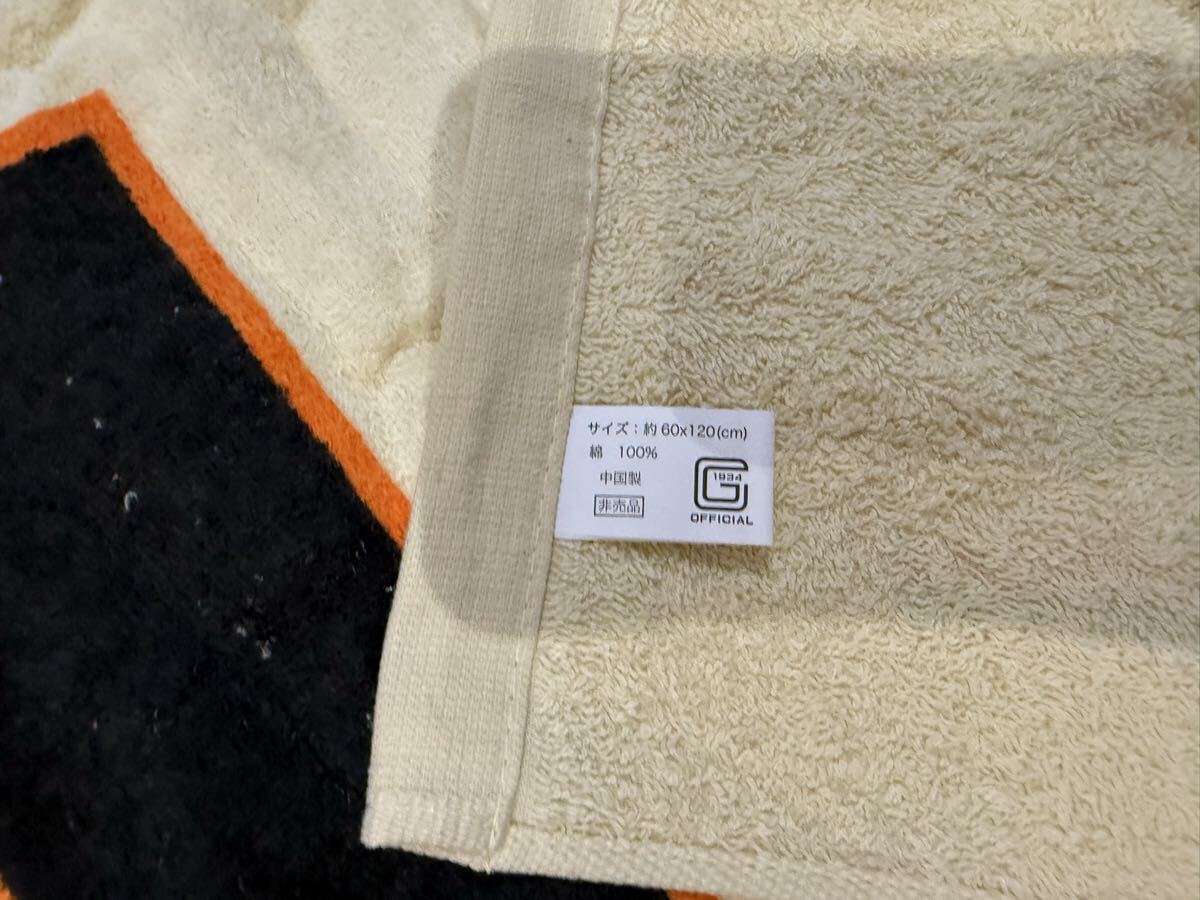 サイズ：約 60x120(cm)
綿 100%
中国製
非売品
G
1934
OFFICIAL